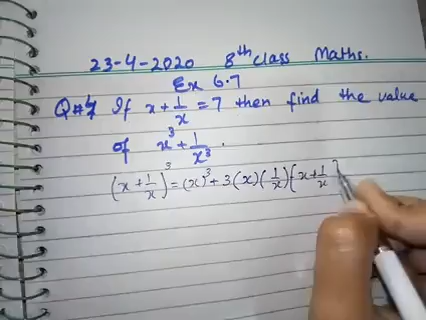 23-4-2020 8th class Maths.
Ex 6.7
Q#4 If x + 1/x = 7 then find the value
of x³ + 1/x³.
(x + 1/x)³ = (x)³ + 3(x)(1/x)[x + 1/x]